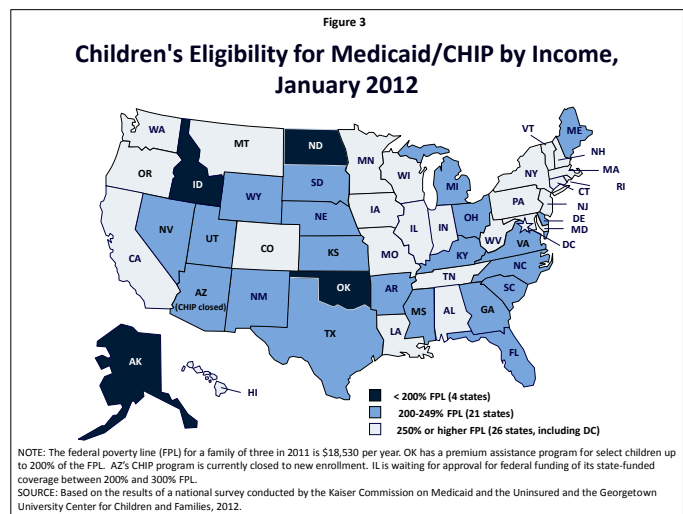 Figure 3
Children's Eligibility for Medicaid/CHIP by Income,
January 2012
WA
MT
ND
MN
VT
ME
NH
OR
ID
SD
WI
NY
MA
WY
MI
RI
CT
IA
PA
NJ
NE
NV
OH
DE
IL
IN
MD
UT
CO
WV
VA
DC
CA
KS
MO
KY
NC
TN
AZ
(CHIP closed)
NM
OK
AR
SC
MS
AL
GA
TX
LA
FL
AK
HI
< 200% FPL (4 states)
200-249% FPL (21 states)
250% or higher FPL (26 states, including DC)
NOTE: The federal poverty line (FPL) for a family of three in 2011 is $18,530 per year. OK has a premium assistance program for select children up
to 200% of the FPL. AZ's CHIP program is currently closed to new enrollment. IL is waiting for approval for federal funding of its state-funded
coverage between 200% and 300% FPL.
SOURCE: Based on the results of a national survey conducted by the Kaiser Commission on Medicaid and the Uninsured and the Georgetown
University Center for Children and Families, 2012.